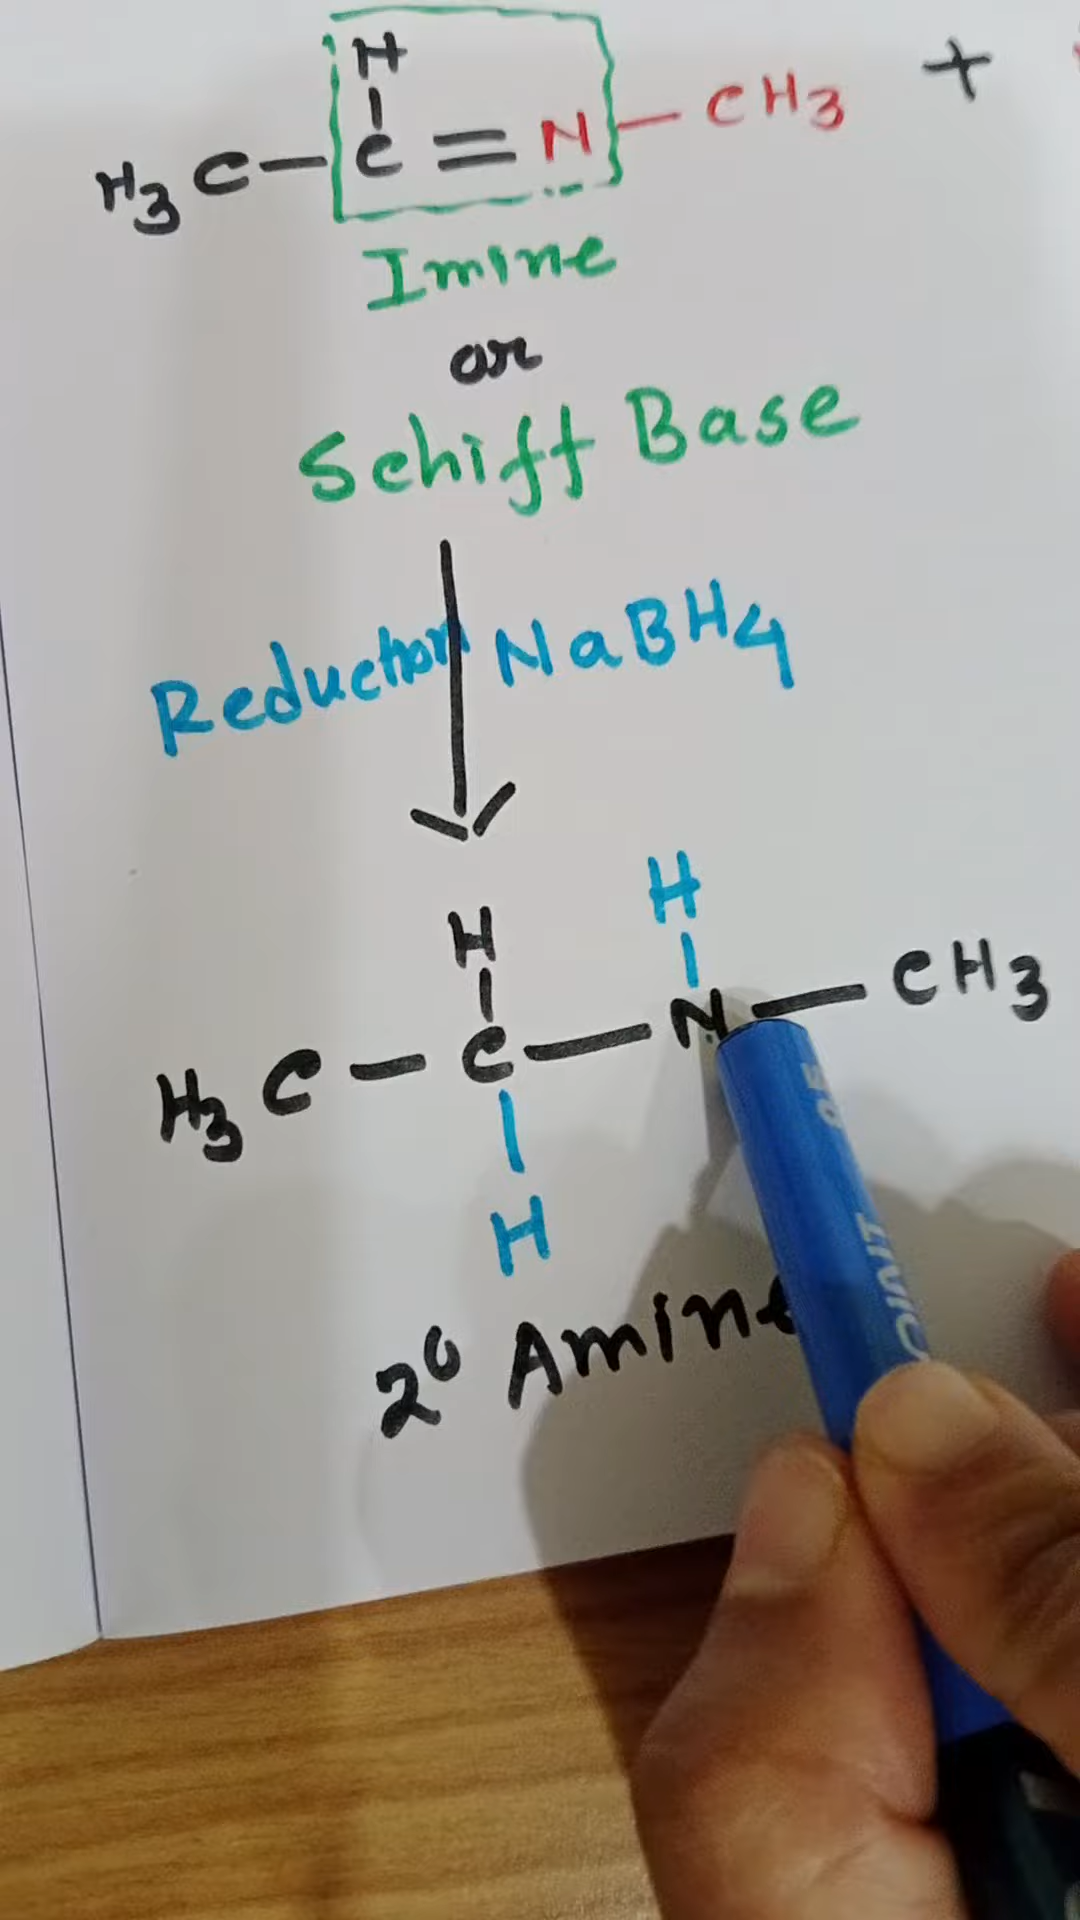 H
H3C-C=N-CH3 +
Imine
or
Schiff Base
Reduction NaBH4
H H
H3C-C-N-CH3
H
2° Amine